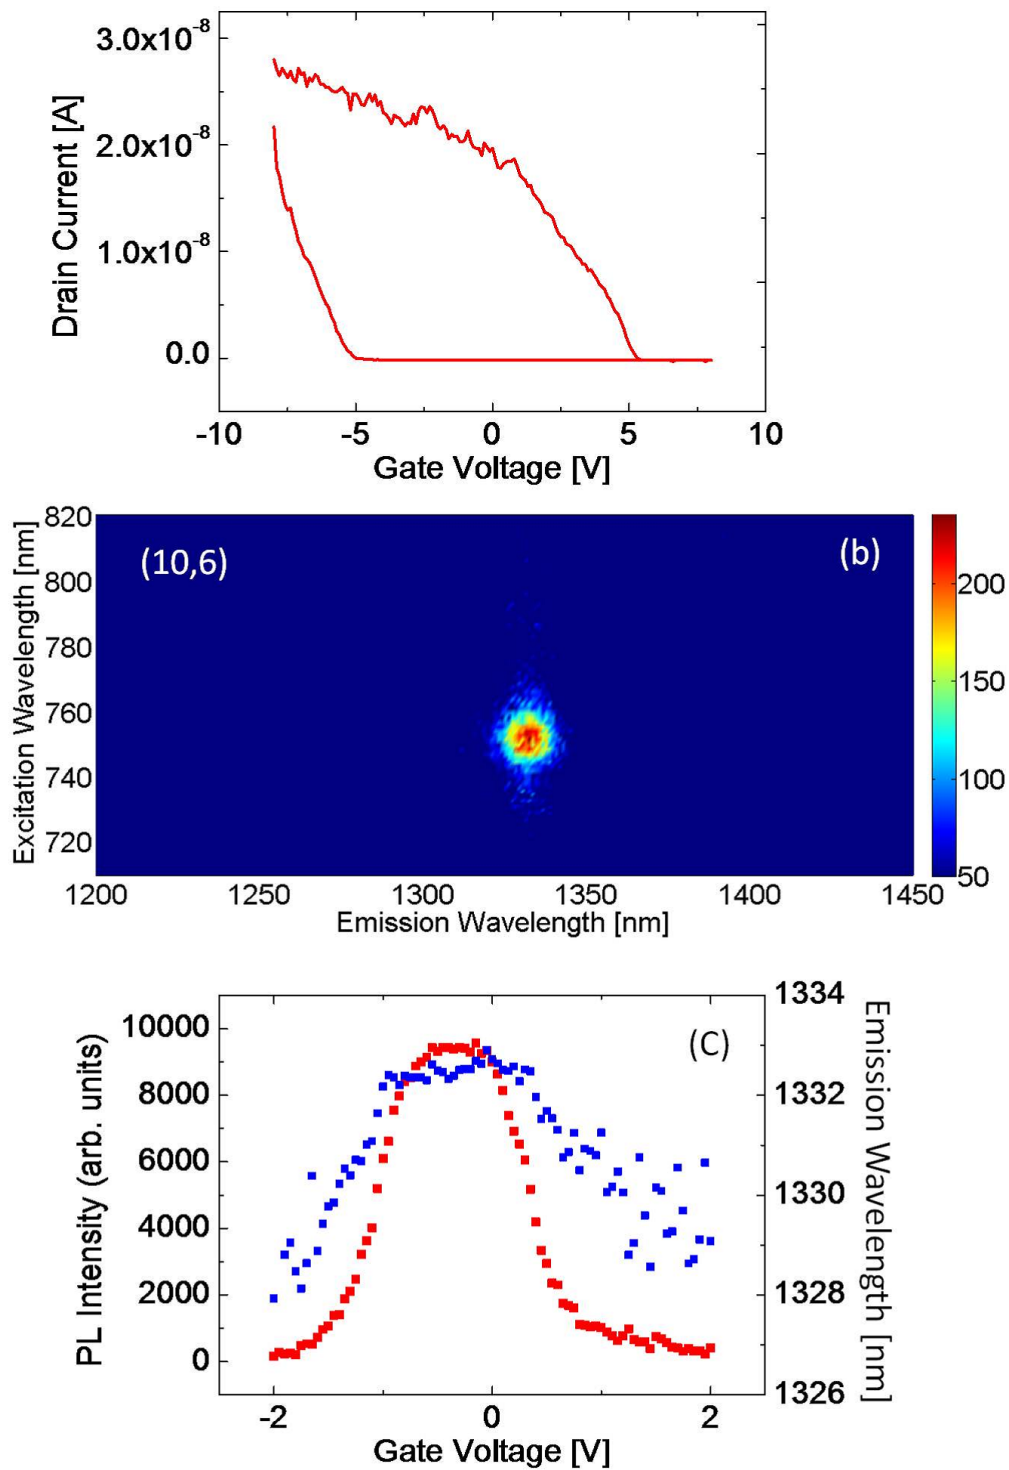 3.0x10-8
2.0x10-8
1.0x10-8
0.0
Drain Current [A]
-10 -5 0 5 10
Gate Voltage [V]
820
800
780
760
740
720
Excitation Wavelength [nm]
(10,6)
(b)
200
150
100
50
1200 1250 1300 1350 1400 1450
Emission Wavelength [nm]
10000
8000
6000
4000
2000
0
PL Intensity (arb. units)
(C)
1334
1332
1330
1328
1326
Emission Wavelength [nm]
-2 0 2
Gate Voltage [V]